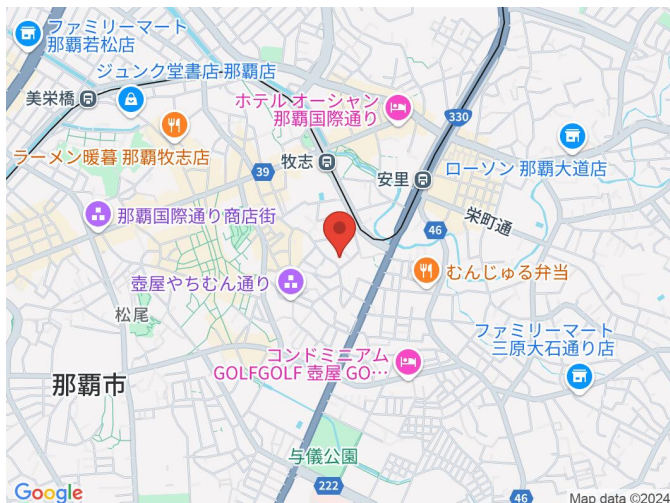 ファミリーマート
那覇若松店
ジュンク堂書店 那覇店
美栄橋
ホテル オーシャン
那覇国際通り
330
ラーメン暖暮 那覇牧志店
牧志
ローソン 那覇大道店
39
安里
那覇国際通り商店街
栄町通
46
壺屋やちむん通り
むんじゅる弁当
松尾
ファミリーマート
三原大石通り店
コンドミニアム
GOLFGOLF 壺屋 GO…
那覇市
与儀公園
222
46
Google
Map data ©2024